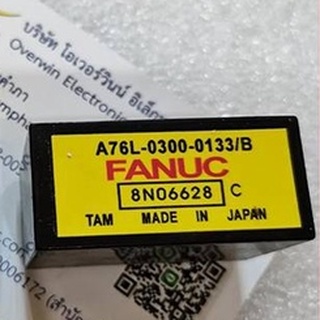 บริษัท โอเวอร์วินน์ อิเล็ก
Overwin Electronic
A76L-0300-0133/B
FANUC
8N06628 C
TAM MADE IN JAPAN